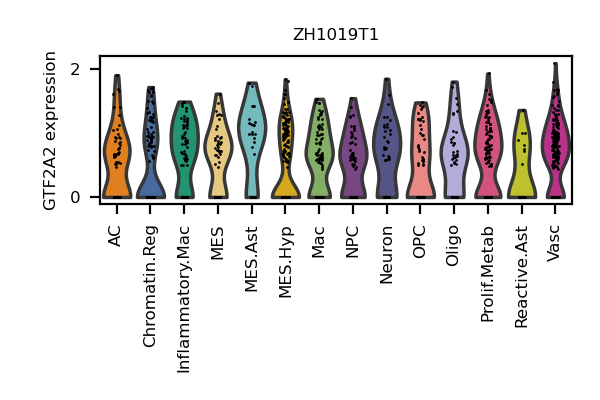 ZH1019T1
GTF2A2 expression
2
0
AC
Chromatin.Reg
Inflammatory.Mac
MES
MES.Ast
MES.Hyp
Mac
NPC
Neuron
OPC
Oligo
Prolif.Metab
Reactive.Ast
Vasc